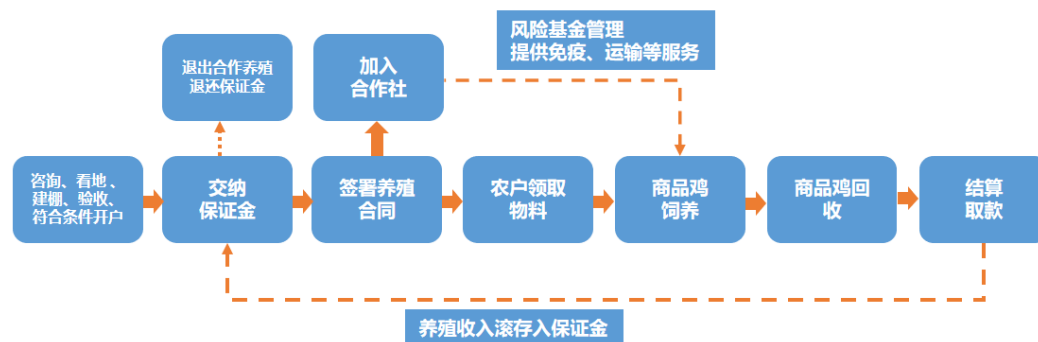 风险基金管理
提供免疫、运输等服务
退出合作养殖
退还保证金
加入
合作社
咨询、看地、
建棚、验收、
符合条件开户
交纳
保证金
签署养殖
合同
农户领取
物料
商品鸡
饲养
商品鸡回
收
结算
取款
养殖收入滚存入保证金